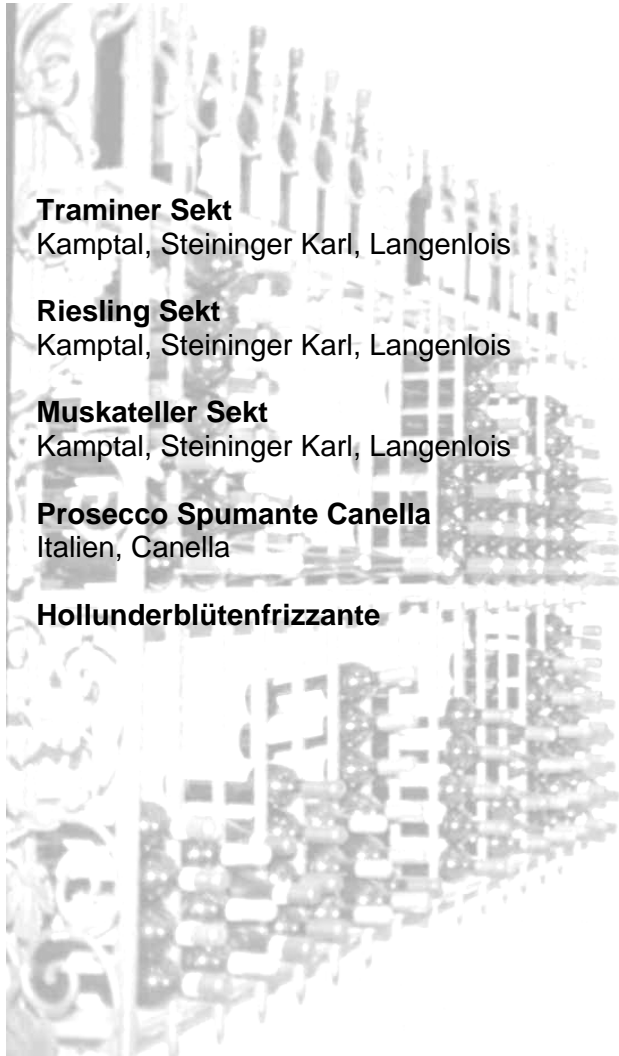 Traminer Sekt
Kamptal, Steininger Karl, Langenlois
Riesling Sekt
Kamptal, Steininger Karl, Langenlois
Muskateller Sekt
Kamptal, Steininger Karl, Langenlois
Prosecco Spumante Canella
Italien, Canella
Hollunderblütenfrizzante